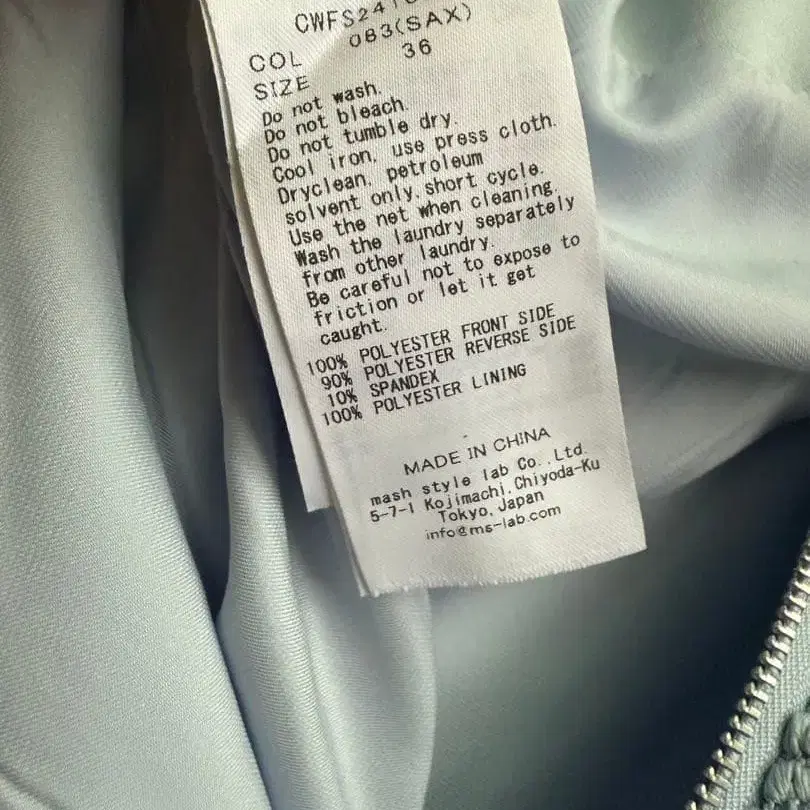 CWFS241
COL 083(SAX)
SIZE 36
Do not wash.
Do not bleach.
Do not tumble dry.
Cool iron, use press cloth.
Dryclean, petroleum
solvent only,short cycle.
Use the net when cleaning.
Wash the laundry separately
from other laundry.
Be careful not to expose to
friction or let it get
caught.
100% POLYESTER FRONT SIDE
90% POLYESTER REVERSE SIDE
10% SPANDEX
100% POLYESTER LINING
MADE IN CHINA
mash style lab Co.,Ltd.
5-7-1 Kojimachi,Chiyoda-Ku
Tokyo,Japan
info@ms-lab.com